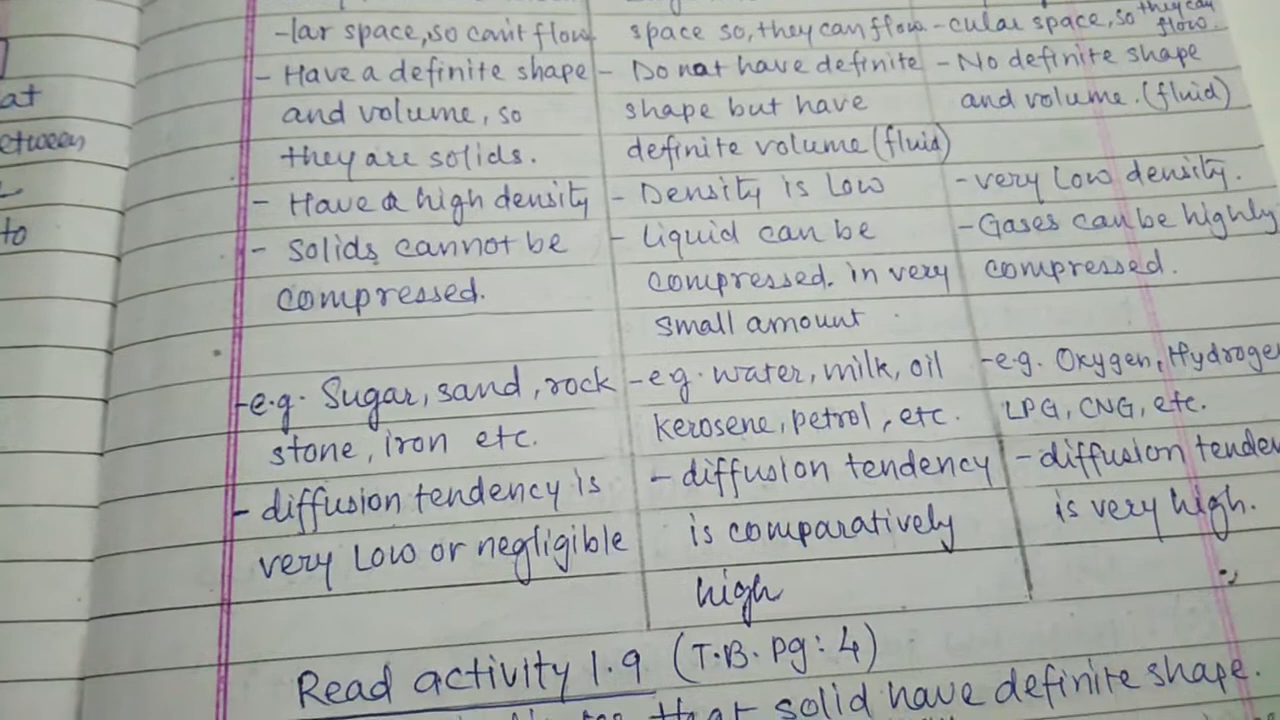 -lar space, so can't flow
- Have a definite shape
and volume, so
they are solids.
- Have a high density
- Solids cannot be
compressed.
-e.g. Sugar, sand, rock
stone, iron etc.
- diffusion tendency is
very Low or negligible
space so, they can flow
- Do not have definite
shape but have
definite volume (fluid)
- Density is Low
- liquid can be
compressed. in very
small amount
-e.g. water, milk, oil
kerosene, petrol, etc.
- diffusion tendency
is comparatively
high
-cular space, so they can
flow.
- No definite shape
and volume. (fluid)
-very Low density.
-Gases can be highly
compressed.
-e.g. Oxygen, Hydroge
LPG, CNG, etc.
- diffusion tenden
is very high.
at
etween
to
Read activity 1.9 (T.B. pg: 4)
that solid have definite shape.